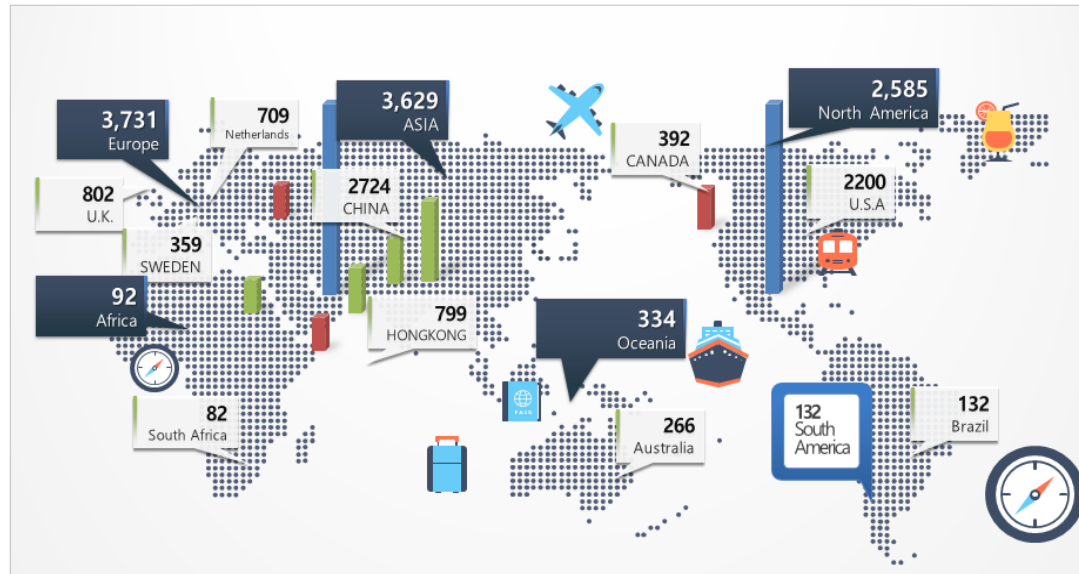 3,731
Europe
709
Netherlands
3,629
ASIA
2,585
North America
392
CANADA
802
U.K.
2724
CHINA
2200
U.S.A
359
SWEDEN
92
Africa
799
HONGKONG
334
Oceania
82
South Africa
266
Australia
132
South
America
132
Brazil